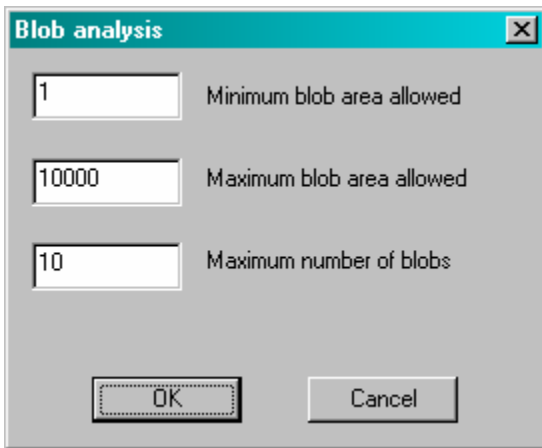 Blob analysis
1 Minimum blob area allowed
10000 Maximum blob area allowed
10 Maximum number of blobs
OK Cancel